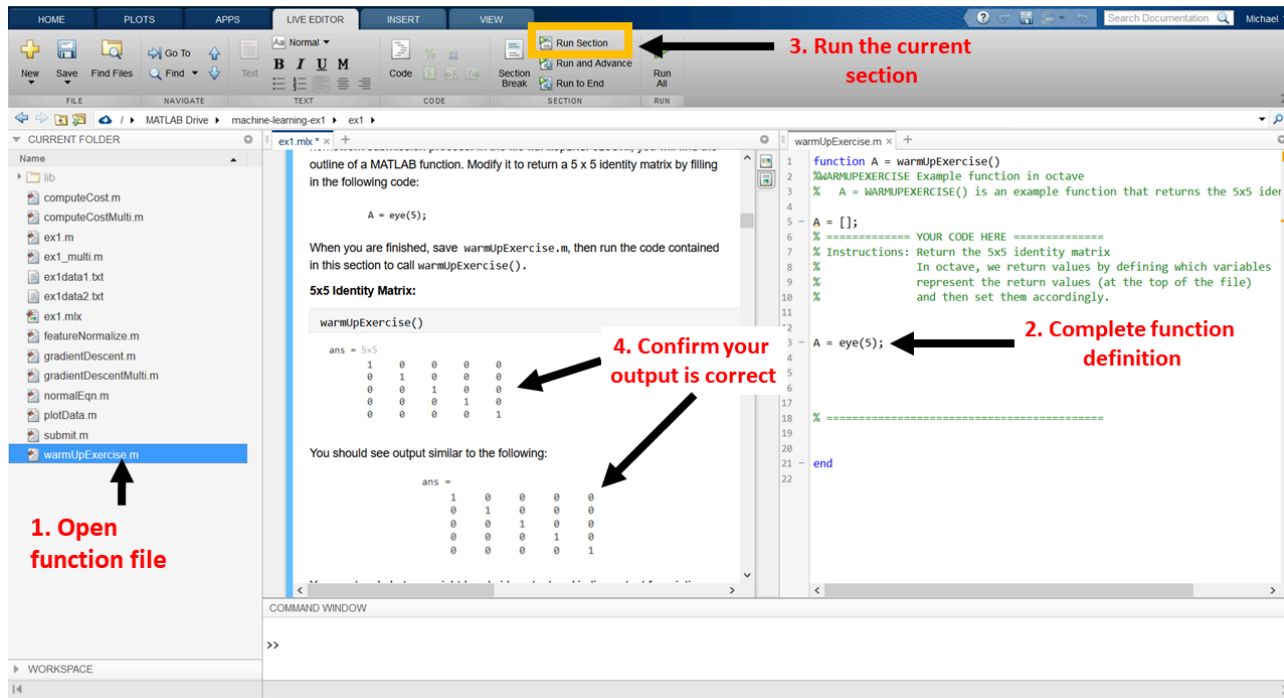 HOME PLOTS APPS LIVE EDITOR INSERT VIEW
Search Documentation Michael
New Save Find Files
Go To
Find
Text
Normal
B I U M
Code
Section Break
Run Section
Run and Advance
Run to End
Run All
FILE NAVIGATE TEXT CODE SECTION RUN
3. Run the current
section
/ MATLAB Drive machine-learning-ex1 ex1
CURRENT FOLDER
Name
lib
computeCost.m
computeCostMulti.m
ex1.m
ex1_multi.m
ex1data1.txt
ex1data2.txt
ex1.mlx
featureNormalize.m
gradientDescent.m
gradientDescentMulti.m
normalEqn.m
plotData.m
submit.m
warmUpExercise.m
1. Open
function file
WORKSPACE
ex1.mlx * × +
outline of a MATLAB function. Modify it to return a 5 x 5 identity matrix by filling
in the following code:
A = eye(5);
When you are finished, save warmUpExercise.m, then run the code contained
in this section to call warmUpExercise().
5x5 Identity Matrix:
warmUpExercise()
ans = 5×5
1 0 0 0 0
0 1 0 0 0
0 0 1 0 0
0 0 0 1 0
0 0 0 0 1
4. Confirm your
output is correct
You should see output similar to the following:
ans =
1 0 0 0 0
0 1 0 0 0
0 0 1 0 0
0 0 0 1 0
0 0 0 0 1
COMMAND WINDOW
>>
warmUpExercise.m × +
1 function A = warmUpExercise()
2 %WARMUPEXERCISE Example function in octave
3 % A = WARMUPEXERCISE() is an example function that returns the 5x5 iden
4
5 - A = [];
6 % ============= YOUR CODE HERE ==============
7 % Instructions: Return the 5x5 identity matrix
8 % In octave, we return values by defining which variables
9 % represent the return values (at the top of the file)
10 % and then set them accordingly.
11
2
3 - A = eye(5);
4
5
6
17
18 % ===========================================
19
20
21 - end
22
2. Complete function
definition